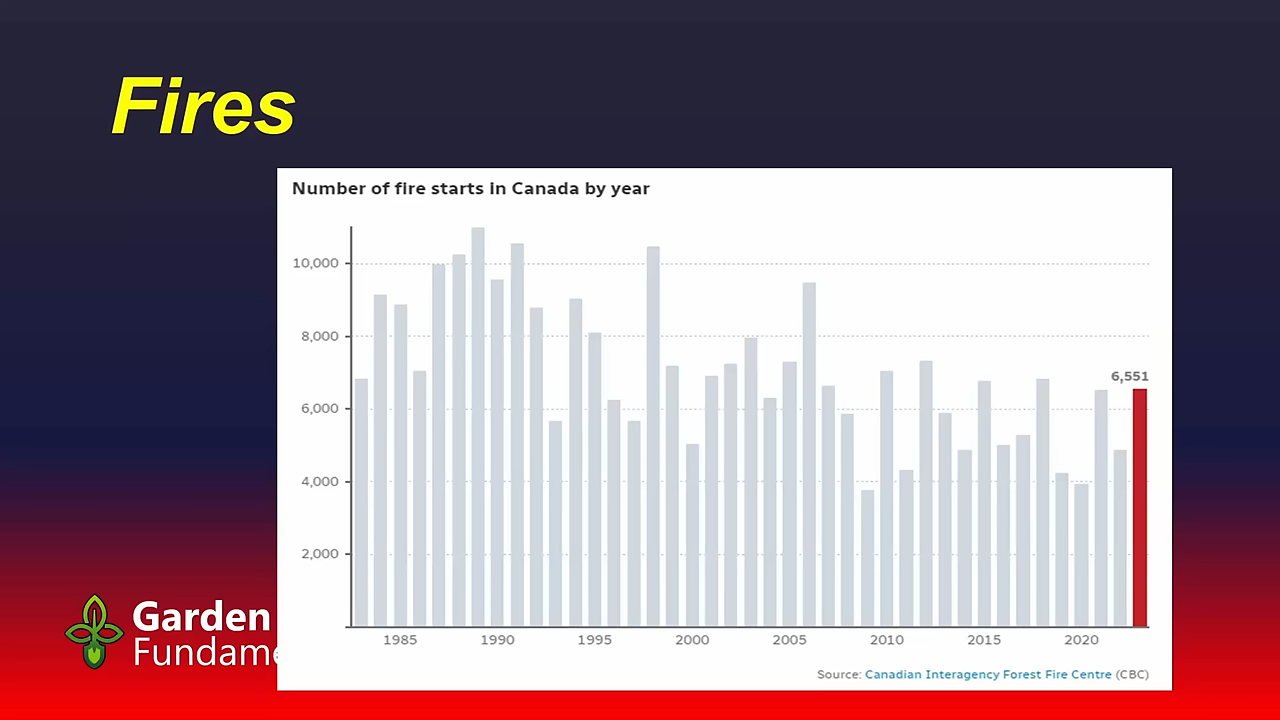 Fires
Number of fire starts in Canada by year
10,000
8,000
6,551
6,000
4,000
2,000
1985 1990 1995 2000 2005 2010 2015 2020
Garden
Fundame
Source: Canadian Interagency Forest Fire Centre (CBC)